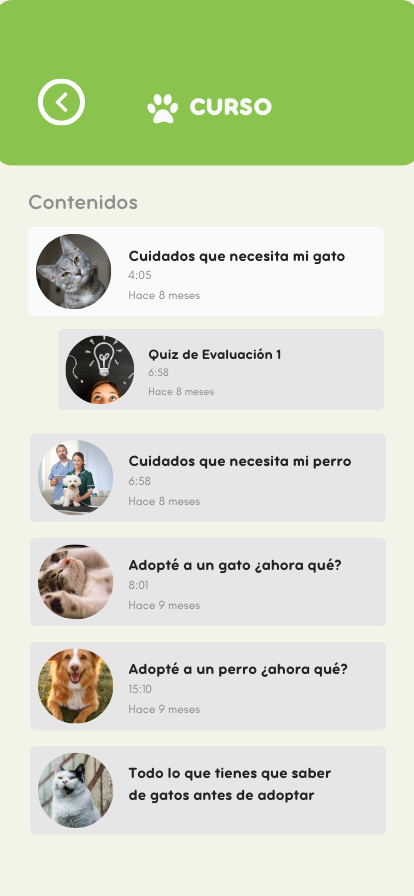 CURSO
Contenidos
Cuidados que necesita mi gato
4:05
Hace 8 meses
Quiz de Evaluación 1
6:58
Hace 8 meses
Cuidados que necesita mi perro
6:58
Hace 8 meses
Adopté a un gato ¿ahora qué?
8:01
Hace 9 meses
Adopté a un perro ¿ahora qué?
15:10
Hace 9 meses
Todo lo que tienes que saber
de gatos antes de adoptar